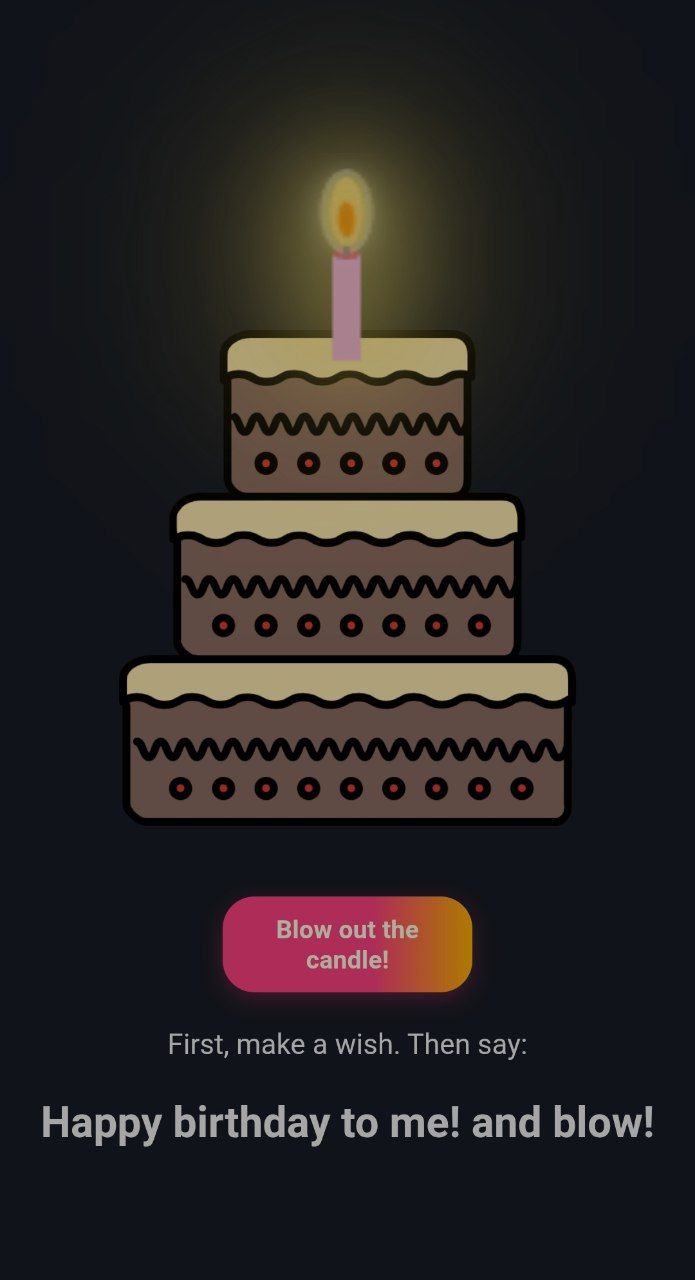 Blow out the
candle!
First, make a wish. Then say:
Happy birthday to me! and blow!